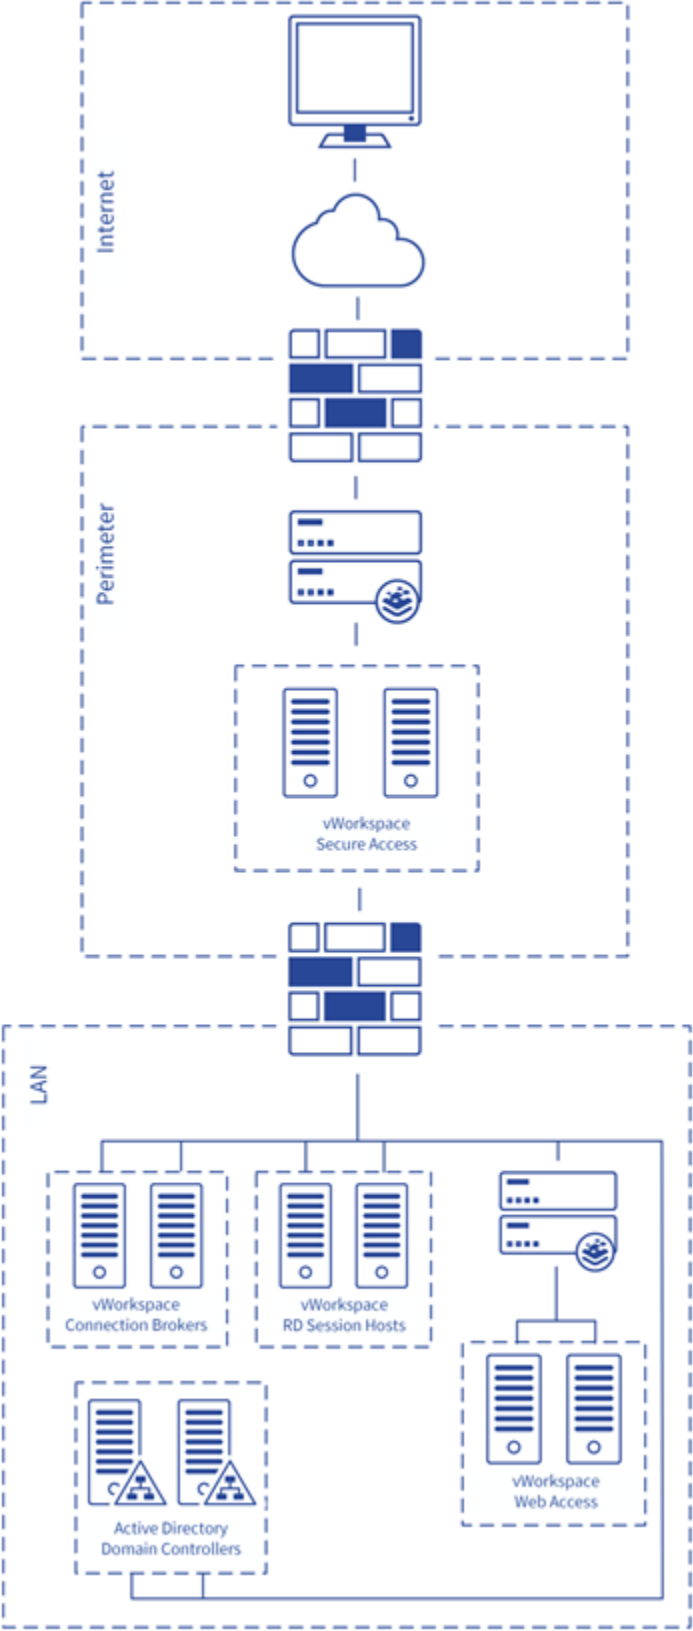 Internet
Perimeter
vWorkspace
Secure Access
LAN
vWorkspace
Connection Brokers
vWorkspace
RD Session Hosts
vWorkspace
Web Access
Active Directory
Domain Controllers